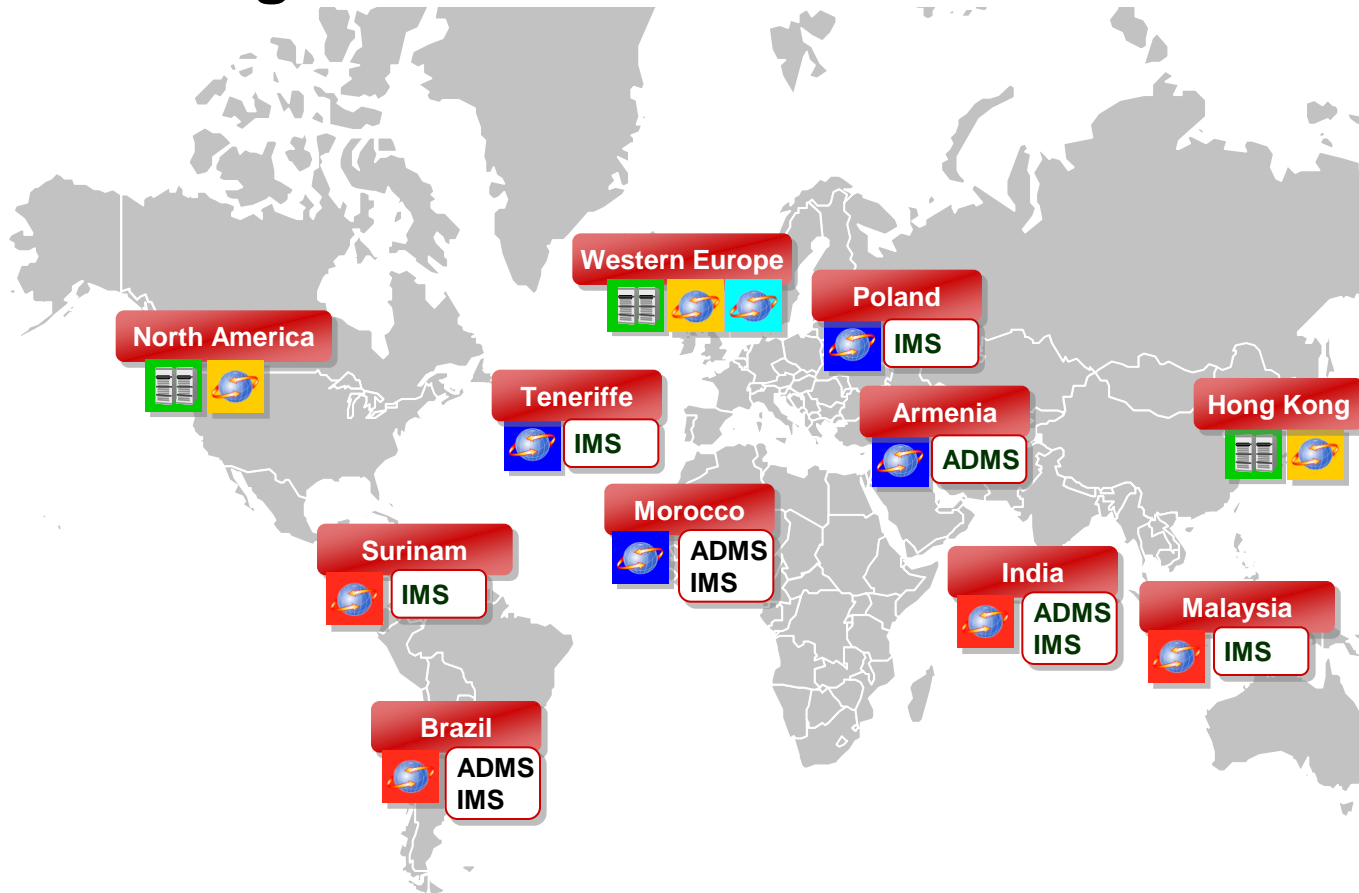 Western Europe
Poland
IMS
North America
Teneriffe
IMS
Armenia
ADMS
Hong Kong
Morocco
ADMS
IMS
Surinam
IMS
India
ADMS
IMS
Malaysia
IMS
Brazil
ADMS
IMS